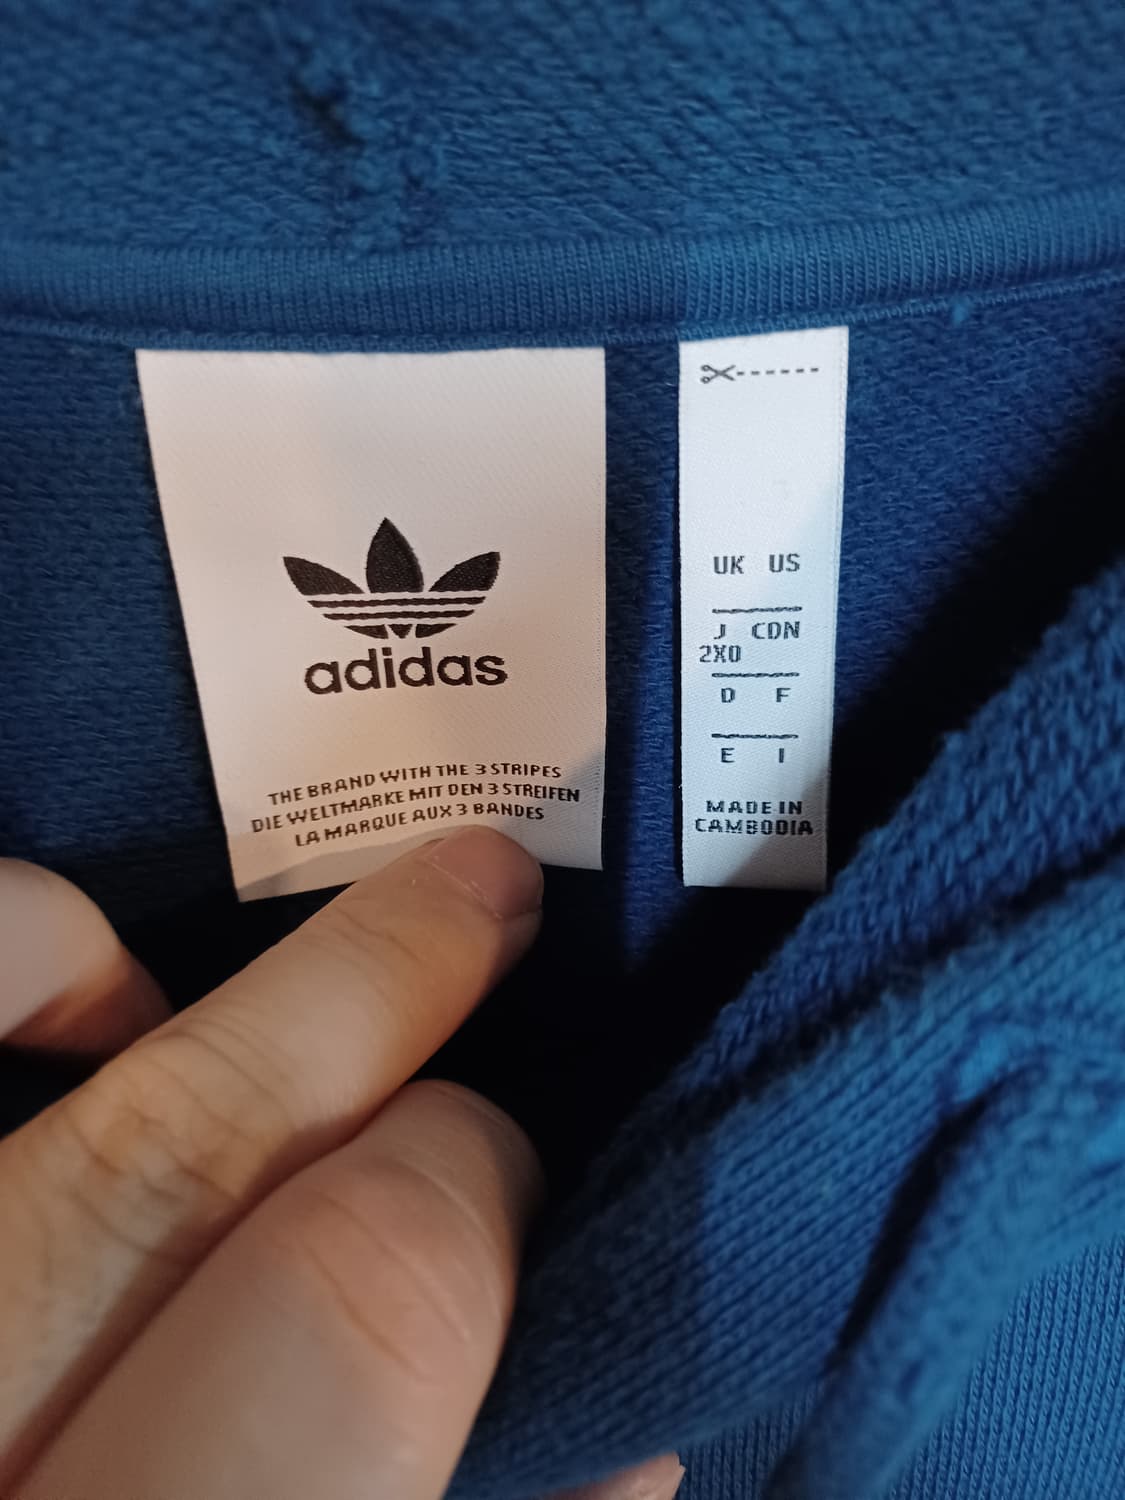 adidas
THE BRAND WITH THE 3 STRIPES
DIE WELTMARKE MIT DEN 3 STREIFEN
LA MARQUE AUX 3 BANDES
UK US
J CDN
2XO
D F
E I
MADE IN
CAMBODIA